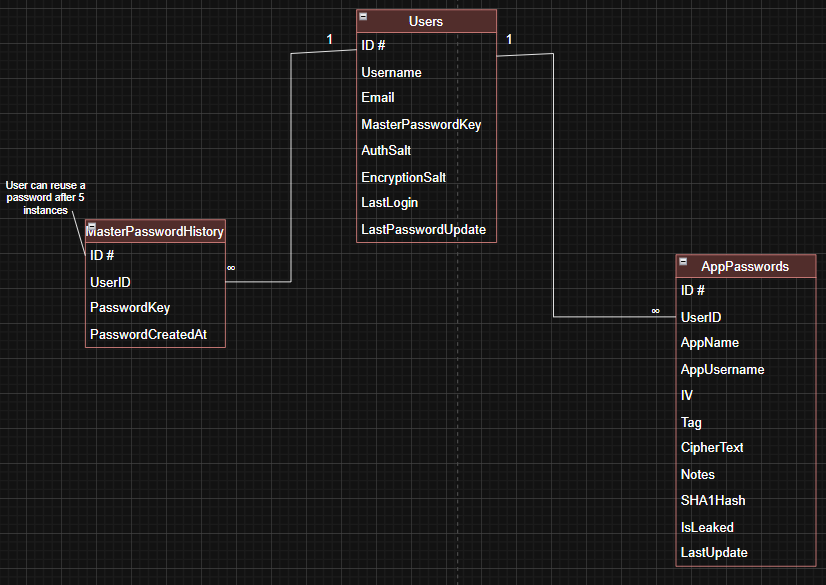 Users
1
1
ID #
Username
Email
MasterPasswordKey
AuthSalt
EncryptionSalt
LastLogin
LastPasswordUpdate
User can reuse a
password after 5
instances
MasterPasswordHistory
ID #
∞
UserID
PasswordKey
PasswordCreatedAt
AppPasswords
ID #
∞
UserID
AppName
AppUsername
IV
Tag
CipherText
Notes
SHA1Hash
IsLeaked
LastUpdate